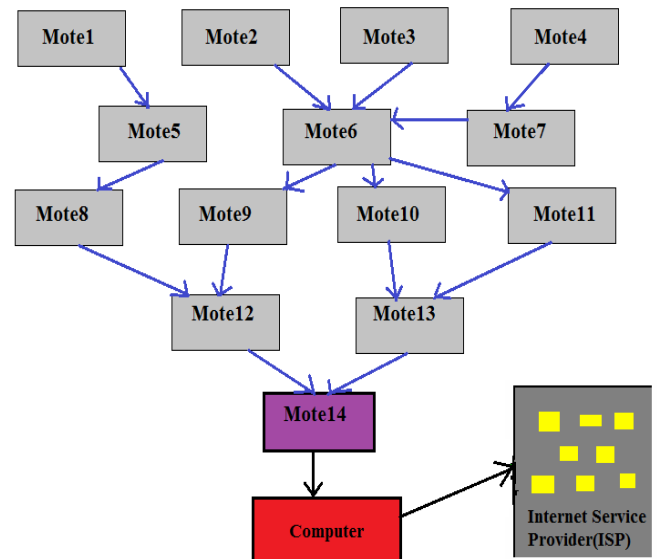 Mote1
Mote2
Mote3
Mote4
Mote5
Mote6
Mote7
Mote8
Mote9
Mote10
Mote11
Mote12
Mote13
Mote14
Computer
Internet Service
Provider(ISP)